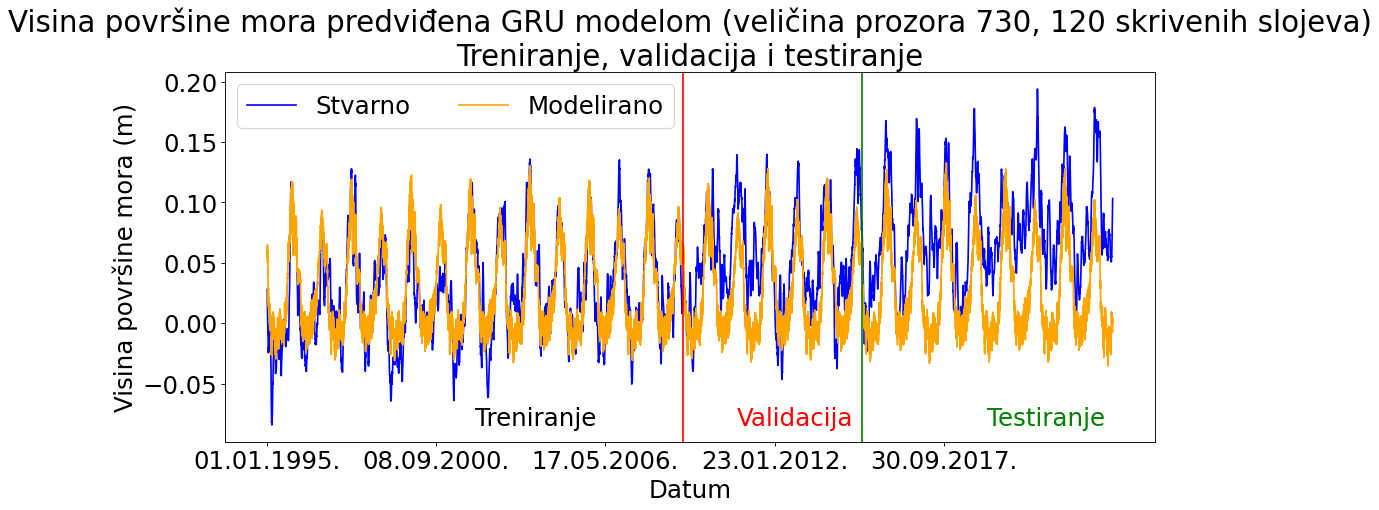 Visina površine mora predviđena GRU modelom (veličina prozora 730, 120 skrivenih slojeva)
Treniranje, validacija i testiranje
Stvarno
Modelirano
Visina površine mora (m)
0.20
0.15
0.10
0.05
0.00
−0.05
Treniranje
Validacija
Testiranje
01.01.1995.
08.09.2000.
17.05.2006.
23.01.2012.
30.09.2017.
Datum